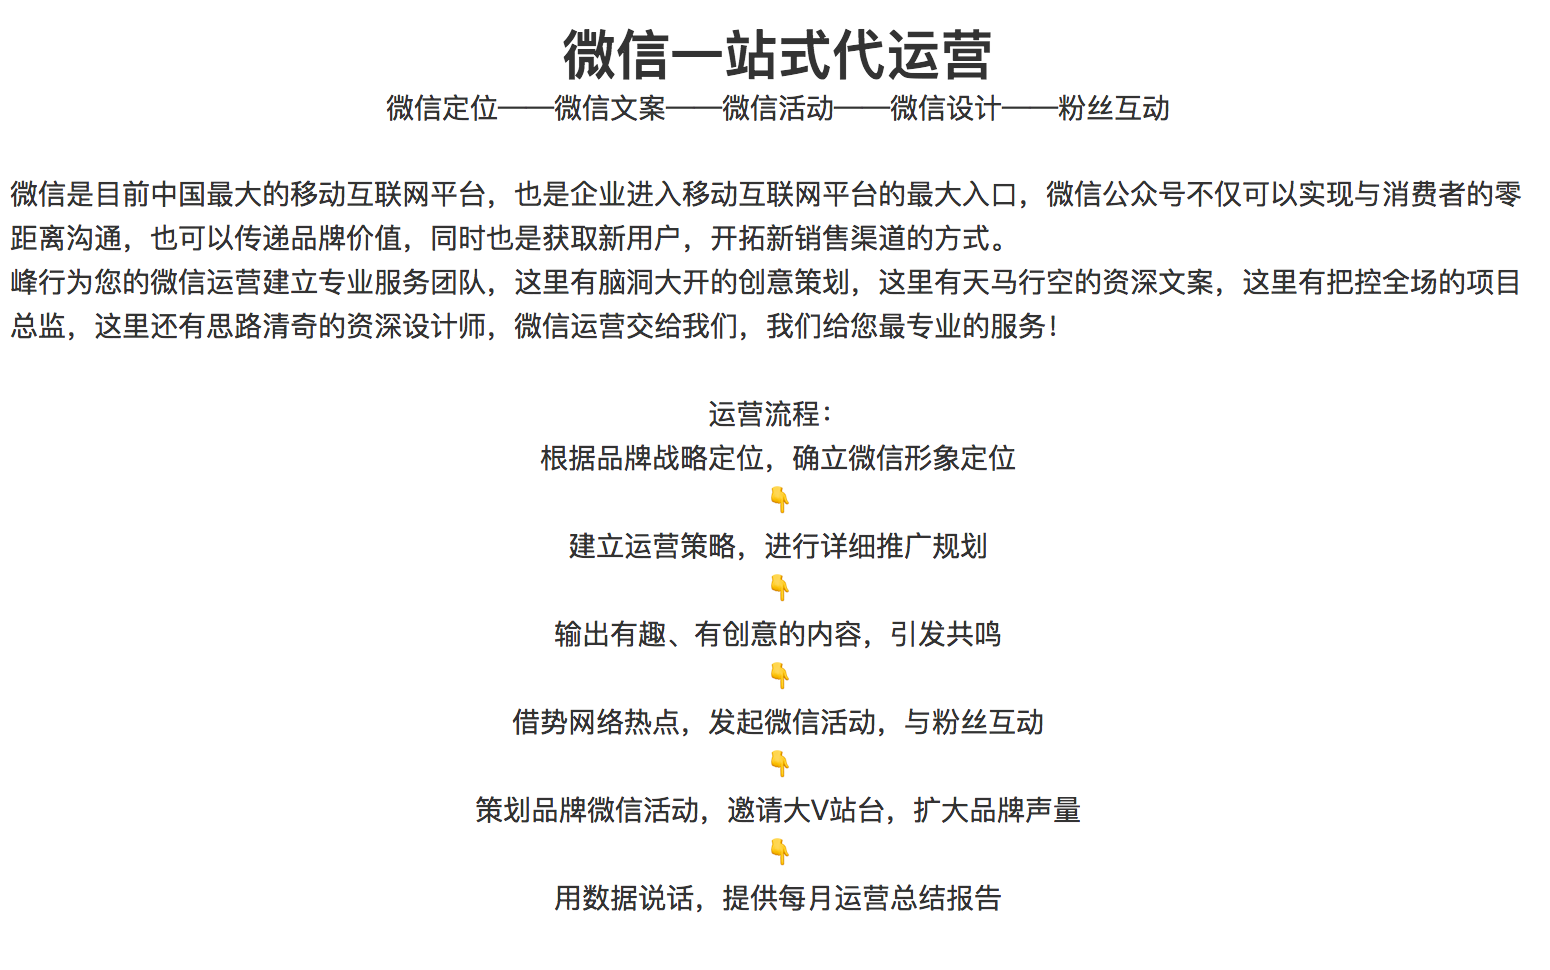 微信一站式代运营
微信定位——微信文案——微信活动——微信设计——粉丝互动
微信是目前中国最大的移动互联网平台，也是企业进入移动互联网平台的最大入口，微信公众号不仅可以实现与消费者的零
距离沟通，也可以传递品牌价值，同时也是获取新用户，开拓新销售渠道的方式。
峰行为您的微信运营建立专业服务团队，这里有脑洞大开的创意策划，这里有天马行空的资深文案，这里有把控全场的项目
总监，这里还有思路清奇的资深设计师，微信运营交给我们，我们给您最专业的服务！
运营流程：
根据品牌战略定位，确立微信形象定位
👇
建立运营策略，进行详细推广规划
👇
输出有趣、有创意的内容，引发共鸣
👇
借势网络热点，发起微信活动，与粉丝互动
👇
策划品牌微信活动，邀请大V站台，扩大品牌声量
👇
用数据说话，提供每月运营总结报告